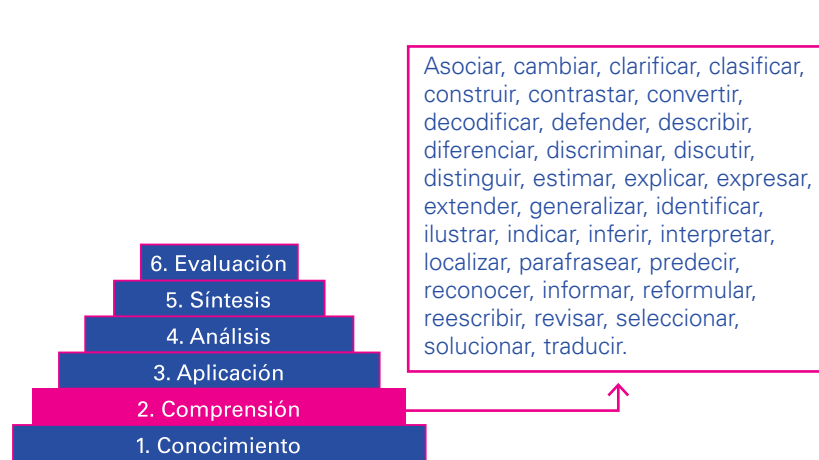 Asociar, cambiar, clarificar, clasificar,
construir, contrastar, convertir,
decodificar, defender, describir,
diferenciar, discriminar, discutir,
distinguir, estimar, explicar, expresar,
extender, generalizar, identificar,
ilustrar, indicar, inferir, interpretar,
localizar, parafrasear, predecir,
reconocer, informar, reformular,
reescribir, revisar, seleccionar,
solucionar, traducir.
6. Evaluación
5. Síntesis
4. Análisis
3. Aplicación
2. Comprensión
1. Conocimiento